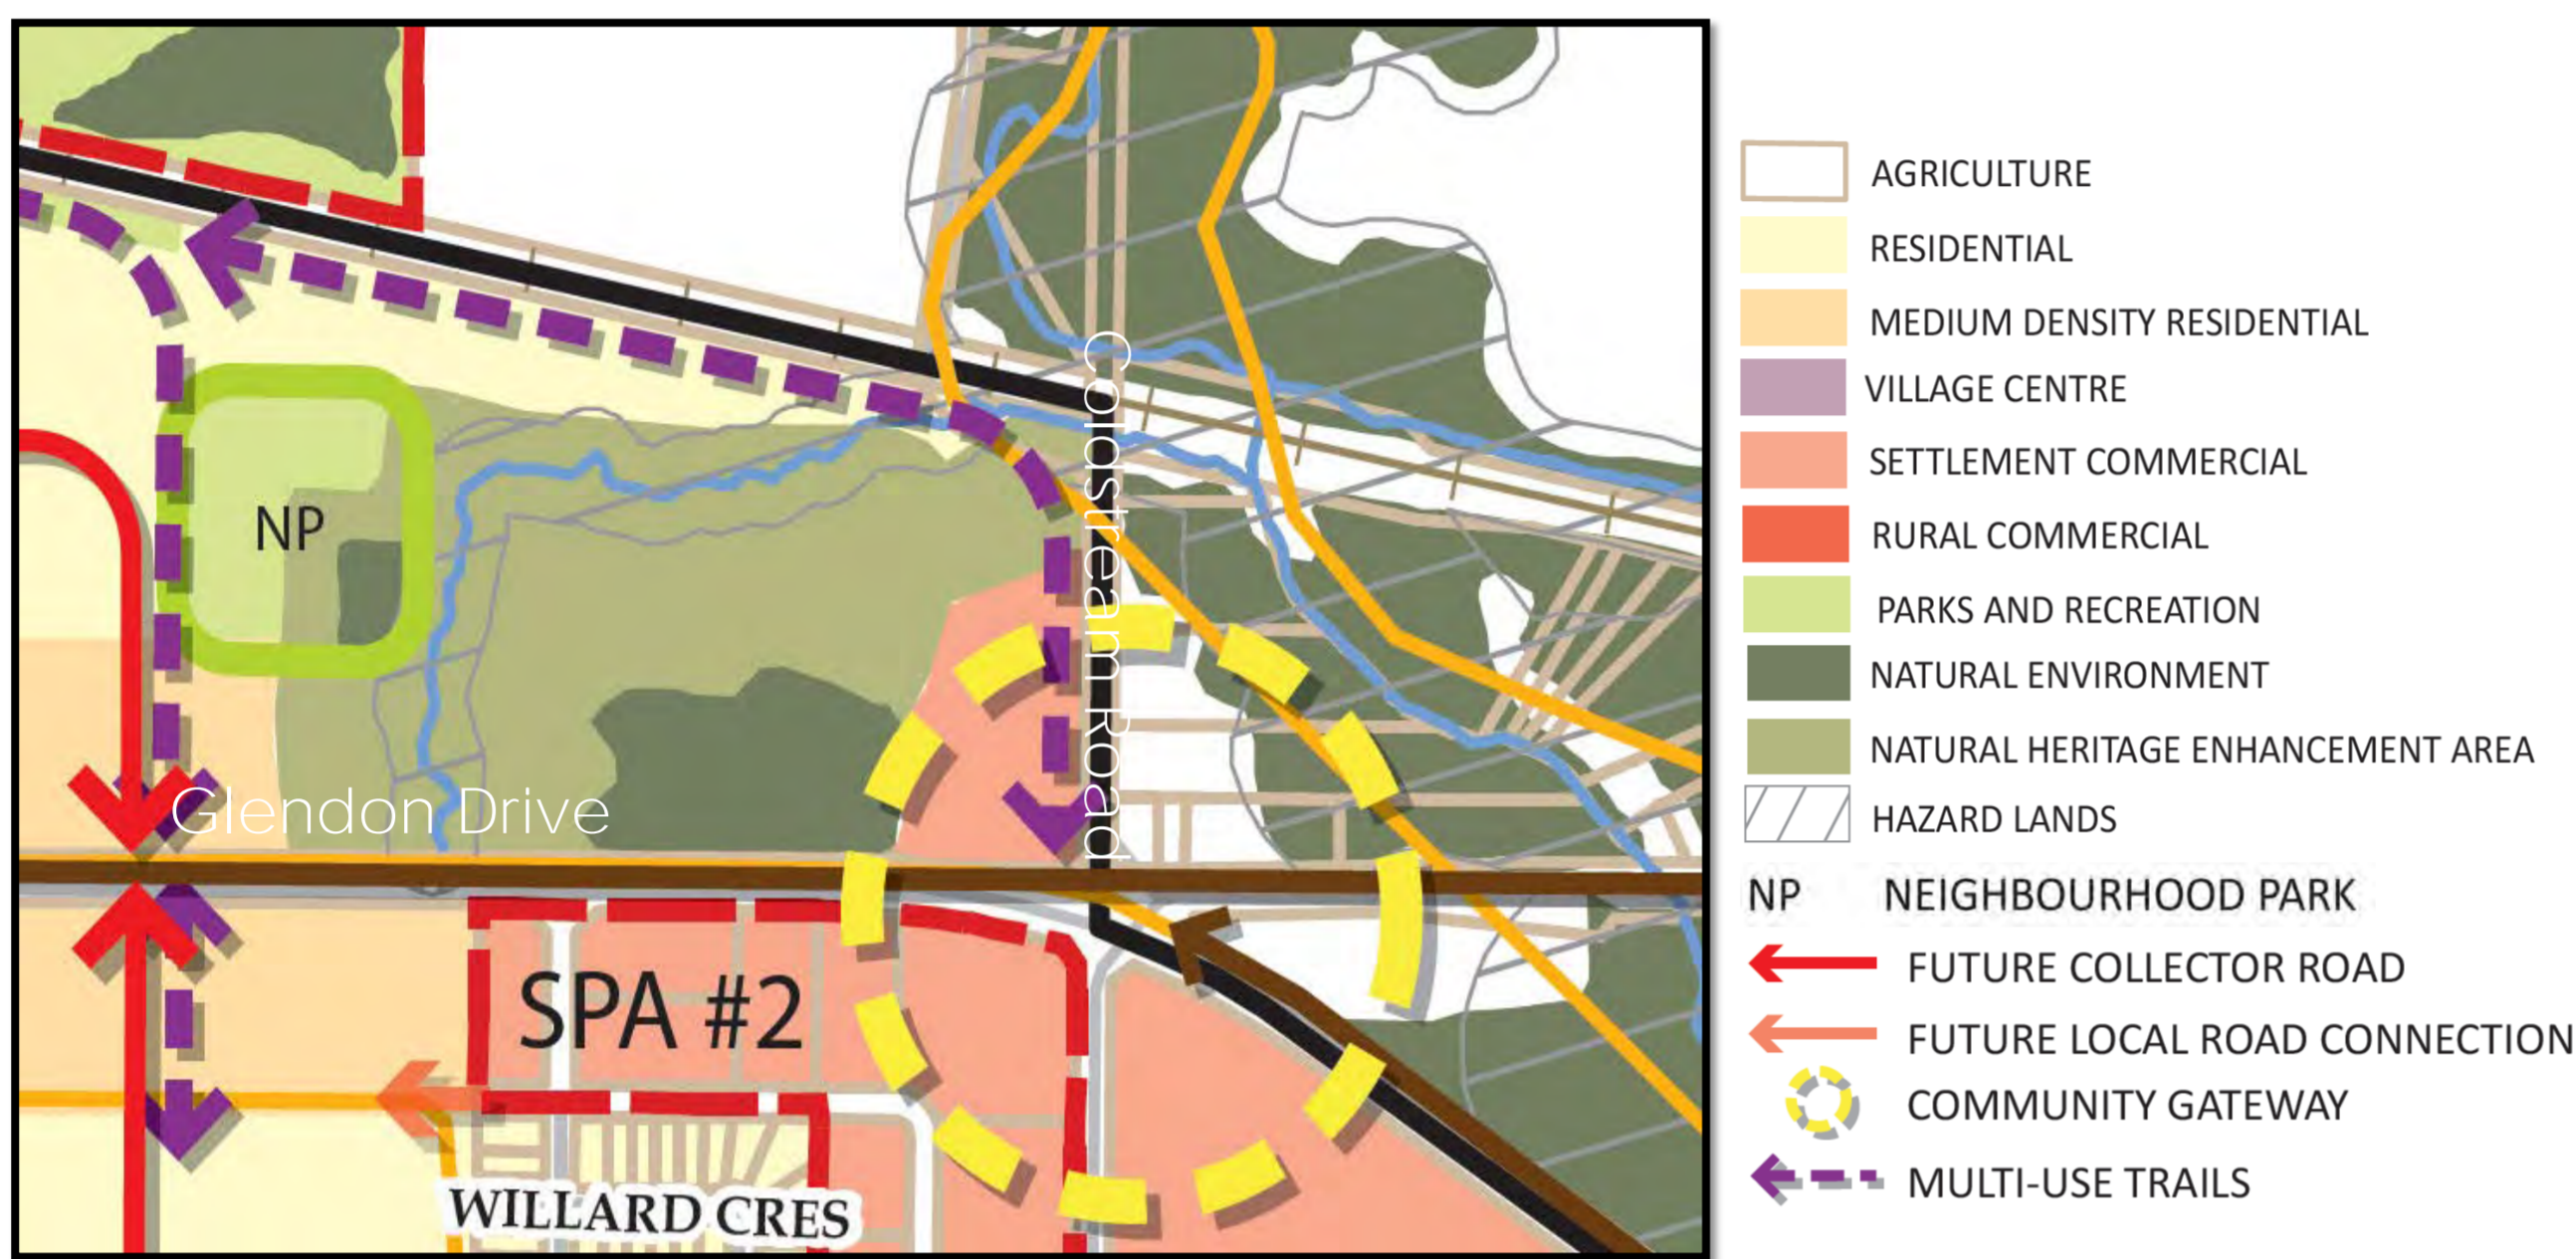 Coldstream Road
NP
Glendon Drive
SPA #2
WILLARD CRES
AGRICULTURE
RESIDENTIAL
MEDIUM DENSITY RESIDENTIAL
VILLAGE CENTRE
SETTLEMENT COMMERCIAL
RURAL COMMERCIAL
PARKS AND RECREATION
NATURAL ENVIRONMENT
NATURAL HERITAGE ENHANCEMENT AREA
HAZARD LANDS
NP NEIGHBOURHOOD PARK
FUTURE COLLECTOR ROAD
FUTURE LOCAL ROAD CONNECTION
COMMUNITY GATEWAY
MULTI-USE TRAILS